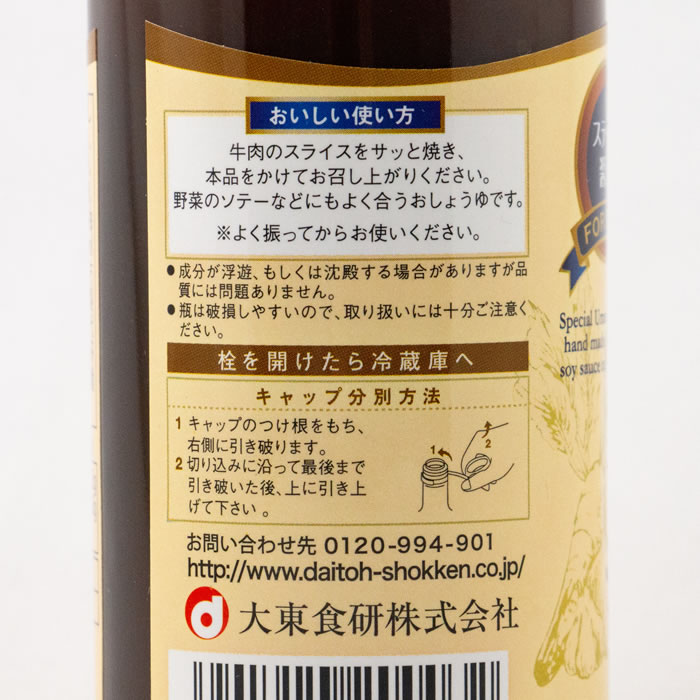 おいしい使い方
牛肉のスライスをサッと焼き、
本品をかけてお召し上がりください。
野菜のソテーなどにもよく合うおしょうゆです。
※よく振ってからお使いください。
●成分が浮遊、もしくは沈殿する場合がありますが品
質には問題ありません。
●瓶は破損しやすいので、取り扱いには十分ご注意く
ださい。
栓を開けたら冷蔵庫へ
キャップ分別方法
1 キャップのつけ根をもち、
右側に引き破ります。
2 切り込みに沿って最後まで
引き破いた後、上に引き上
げて下さい 。
1
2
お問い合わせ先 0120-994-901
http://www.daitoh-shokken.co.jp/
d 大東食研株式会社
FOR
Special
hand
soy sauce